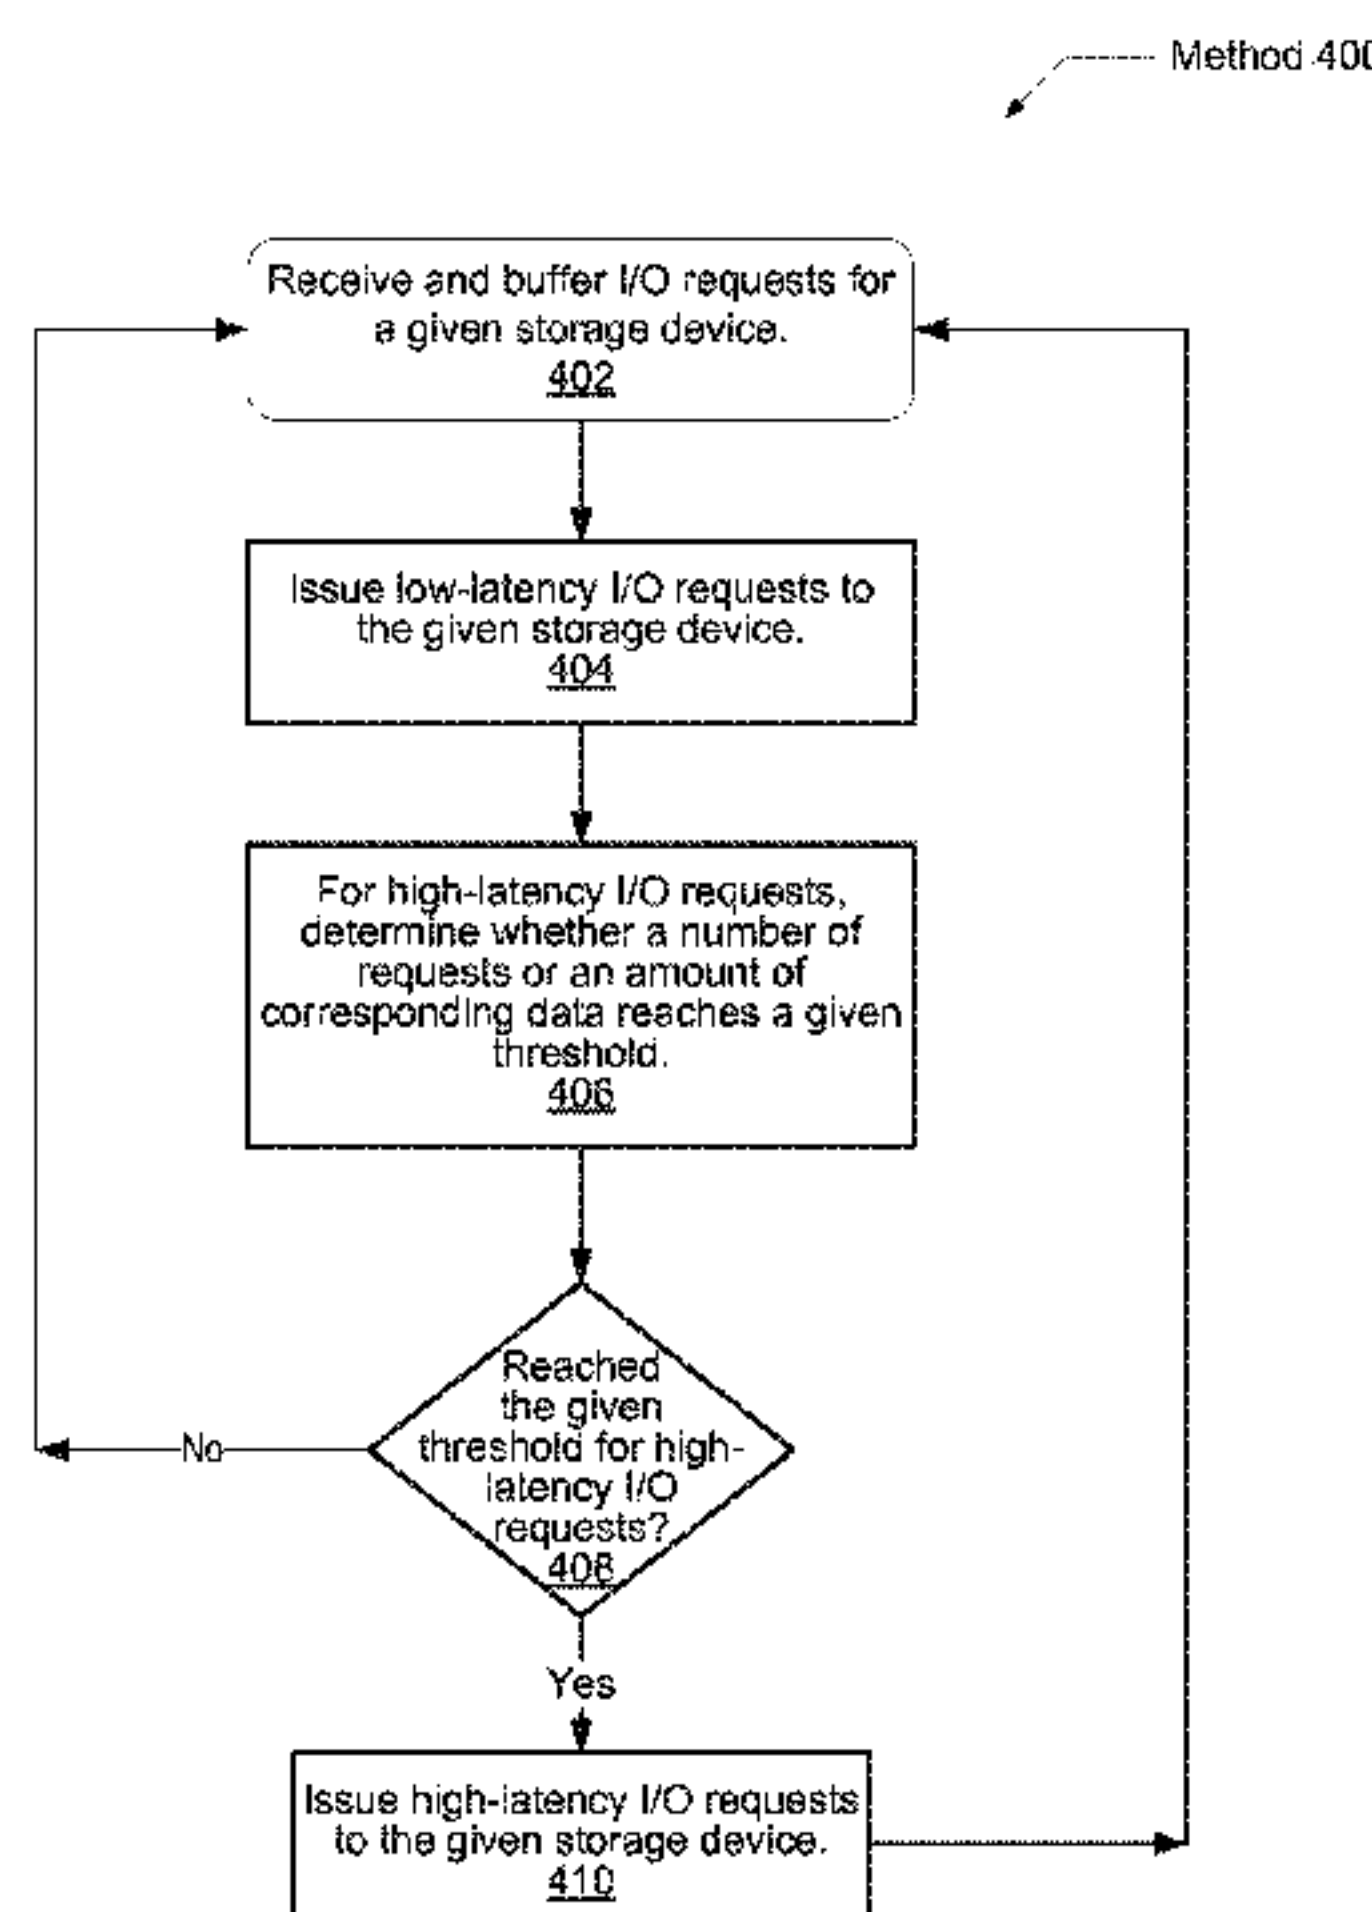 Method 400
Receive and buffer I/O requests for
a given storage device.
402
Issue low-latency I/O requests to
the given storage device.
404
For high-latency I/O requests,
determine whether a number of
requests or an amount of
corresponding data reaches a given
threshold.
406
Reached
the given
threshold for high-
latency I/O
requests?
408
No
Yes
Issue high-latency I/O requests
to the given storage device.
410